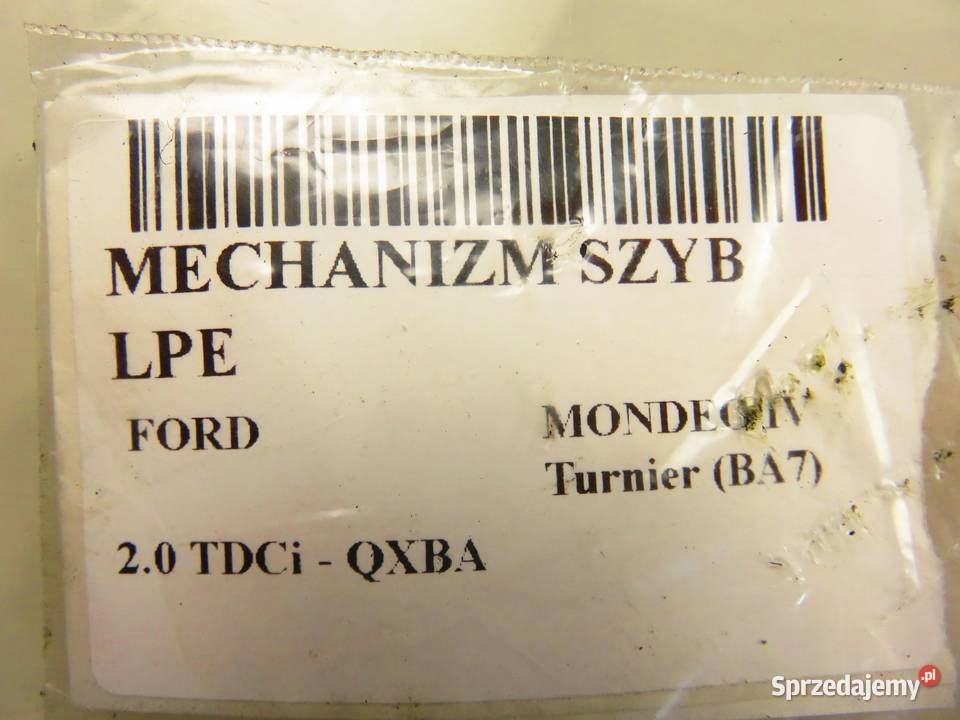 MECHANIZM SZYB
LPE
FORD
MONDEO IV
Turnier (BA7)
2.0 TDCi - QXBA
Sprzedajemy.pl